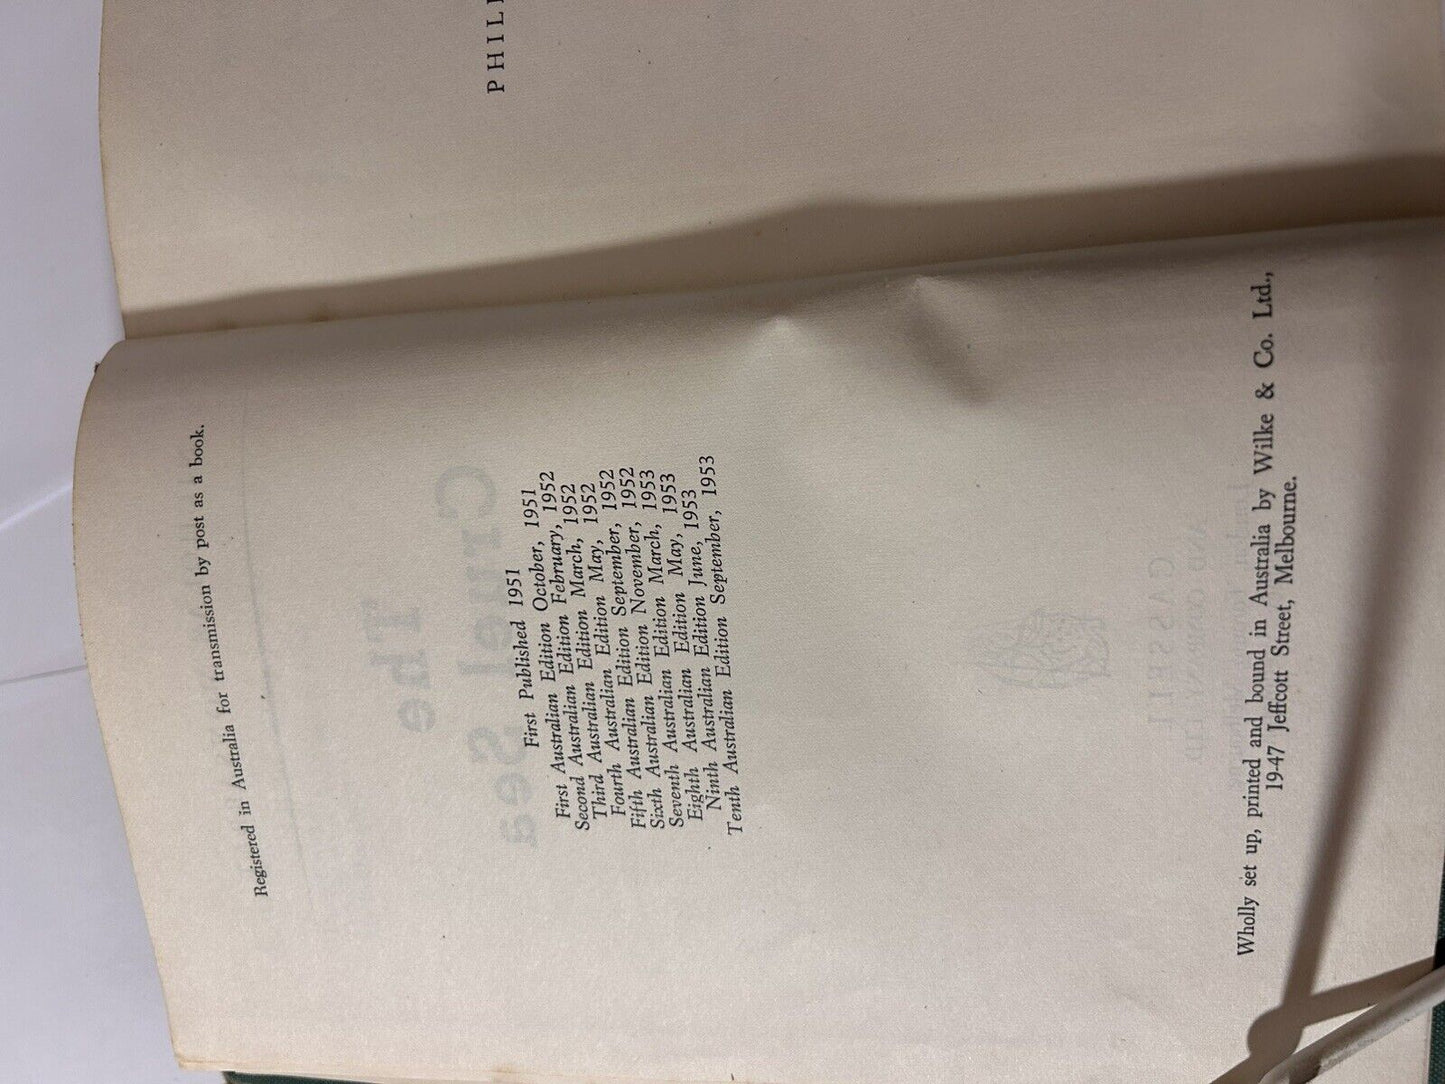 Registered in Australia for transmission by post as a book.
First Published 1951
First Australian Edition October, 1951
Second Australian Edition February, 1952
Third Australian Edition March, 1952
Fourth Australian Edition May, 1952
Fifth Australian Edition September, 1952
Sixth Australian Edition November, 1952
Seventh Australian Edition March, 1953
Eighth Australian Edition May, 1953
Ninth Australian Edition June, 1953
Tenth Australian Edition September, 1953
Wholly set up, printed and bound in Australia by Wilke & Co. Ltd.,
19-47 Jeffcott Street, Melbourne.
The
Cruel Sea
CASSELL